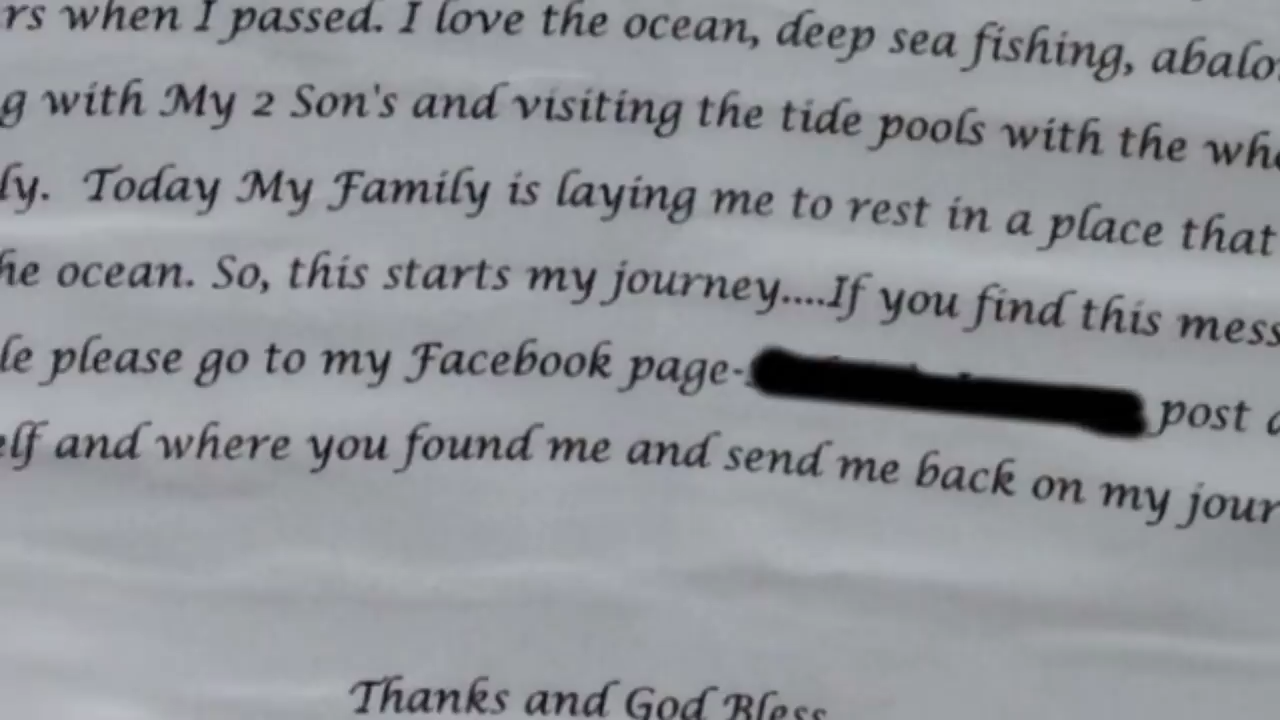 rs when I passed. I love the ocean, deep sea fishing, abalo
g with My 2 Son's and visiting the tide pools with the who
ly. Today My Family is laying me to rest in a place that
he ocean. So, this starts my journey....If you find this mess
le please go to my Facebook page- post a
elf and where you found me and send me back on my jour
Thanks and God Bless